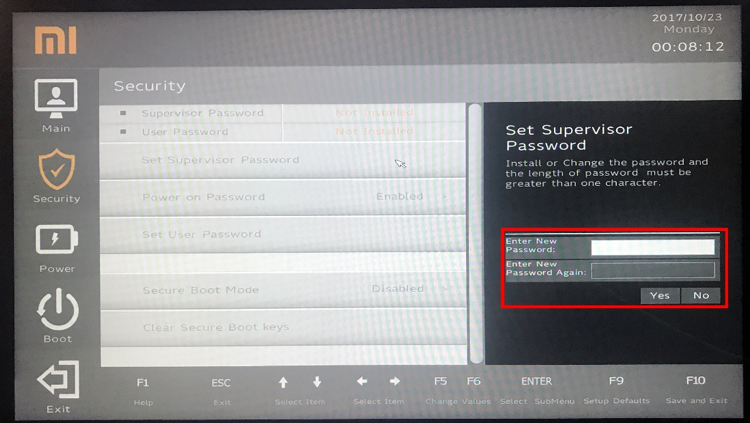 mi
2017/10/23
Monday
00:08:12
Main
Security
Power
Boot
Exit
Security
Supervisor Password Not Installed
User Password Not Installed
Set Supervisor Password
Power on Password Enabled >
Set User Password
Secure Boot Mode Disabled >
Clear Secure Boot keys
Set Supervisor
Password
Install or Change the password and
the length of password must be
greater than one character.
Enter New
Password:
Enter New
Password Again:
Yes No
F1 ESC F5 F6 ENTER F9 F10
Help Exit Select Item Select Item Change Values Select SubMenu Setup Defaults Save and Exit